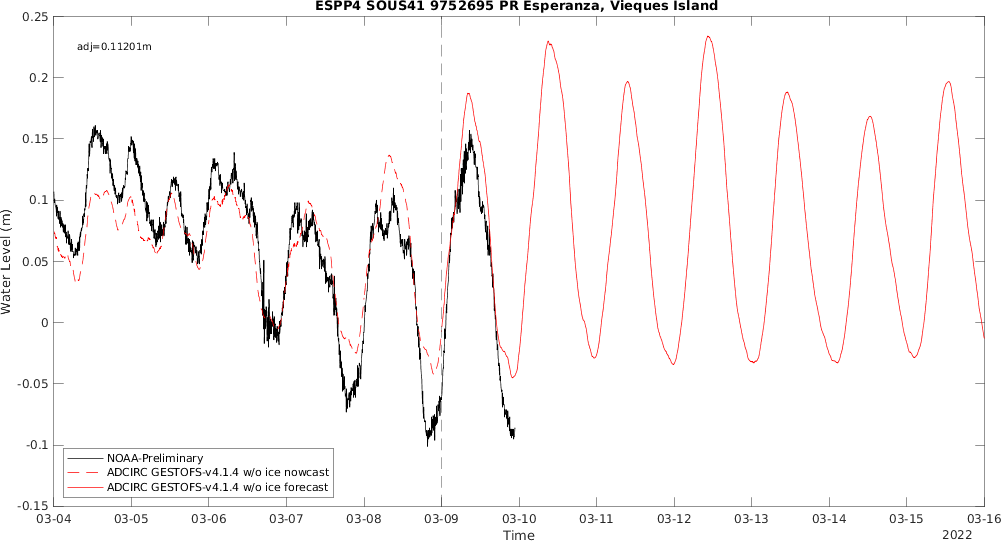 ESPP4 SOUS41 9752695 PR Esperanza, Vieques Island
adj=0.11201m
0.25
0.2
0.15
0.1
0.05
0
-0.05
-0.1
-0.15
Water Level (m)
NOAA-Preliminary
ADCIRC GESTOFS-v4.1.4 w/o ice nowcast
ADCIRC GESTOFS-v4.1.4 w/o ice forecast
03-04 03-05 03-06 03-07 03-08 03-09 03-10 03-11 03-12 03-13 03-14 03-15 03-16
Time
2022